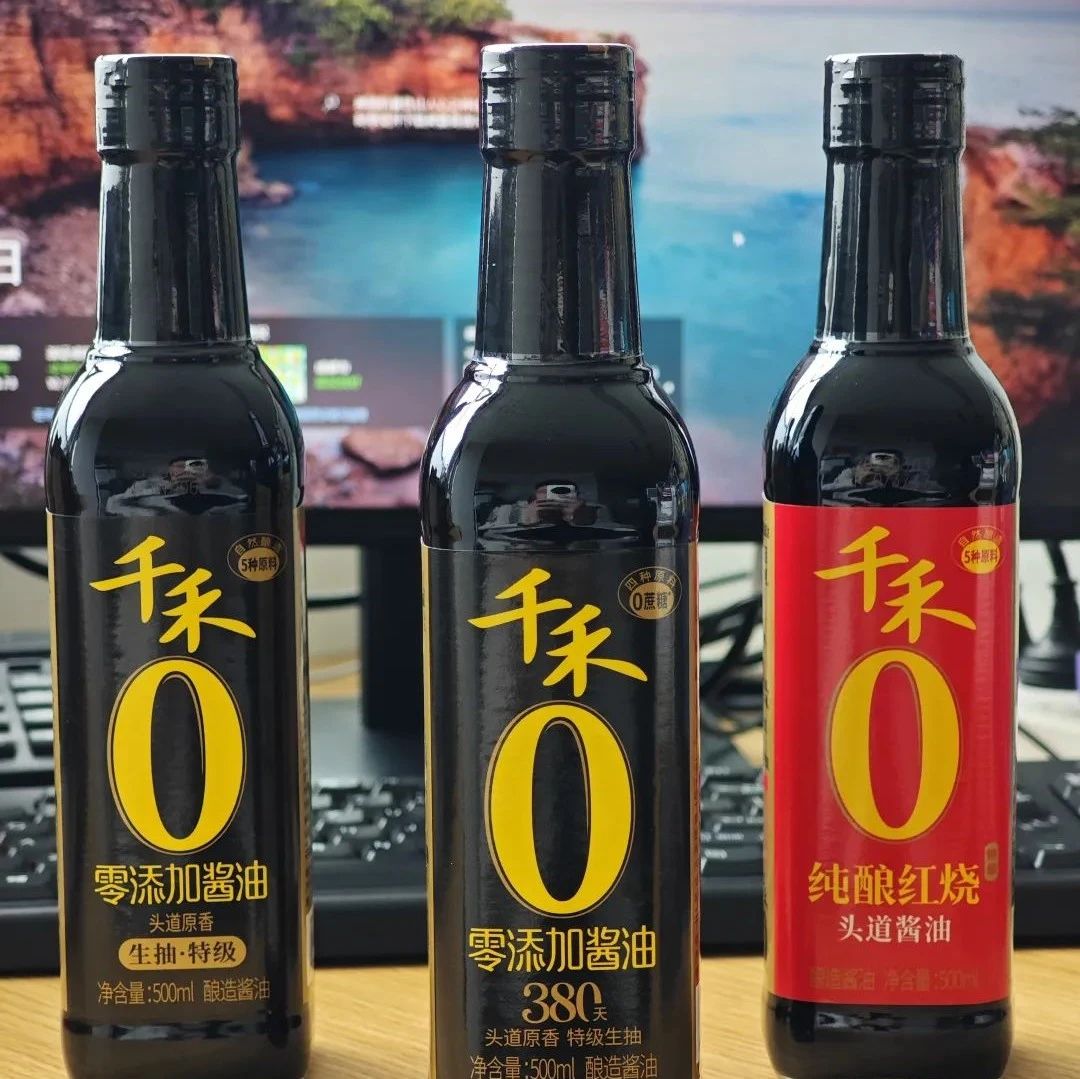 自然酿造
5种原料
千禾
0
零添加酱油
头道原香
生抽·特级
净含量:500ml 酿造酱油
四种原料
0蔗糖
千禾
0
零添加酱油
380天
头道原香 特级生抽
净含量:500ml 酿造酱油
5种原料
千禾
0
纯酿红烧
头道酱油
酿造酱油 净含量:500ml